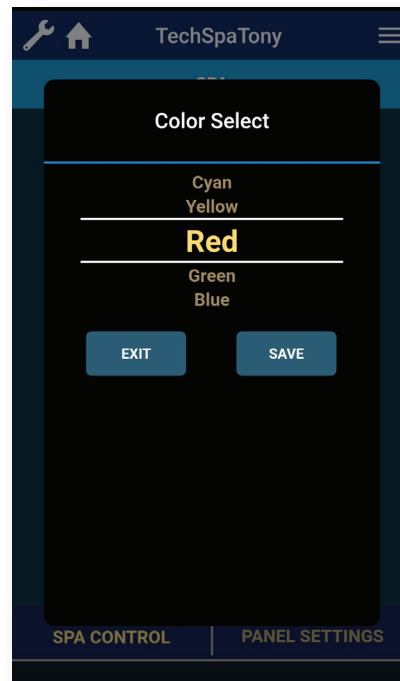 TechSpaTony
Color Select
Cyan
Yellow
Red
Green
Blue
EXIT
SAVE
SPA CONTROL
PANEL SETTINGS